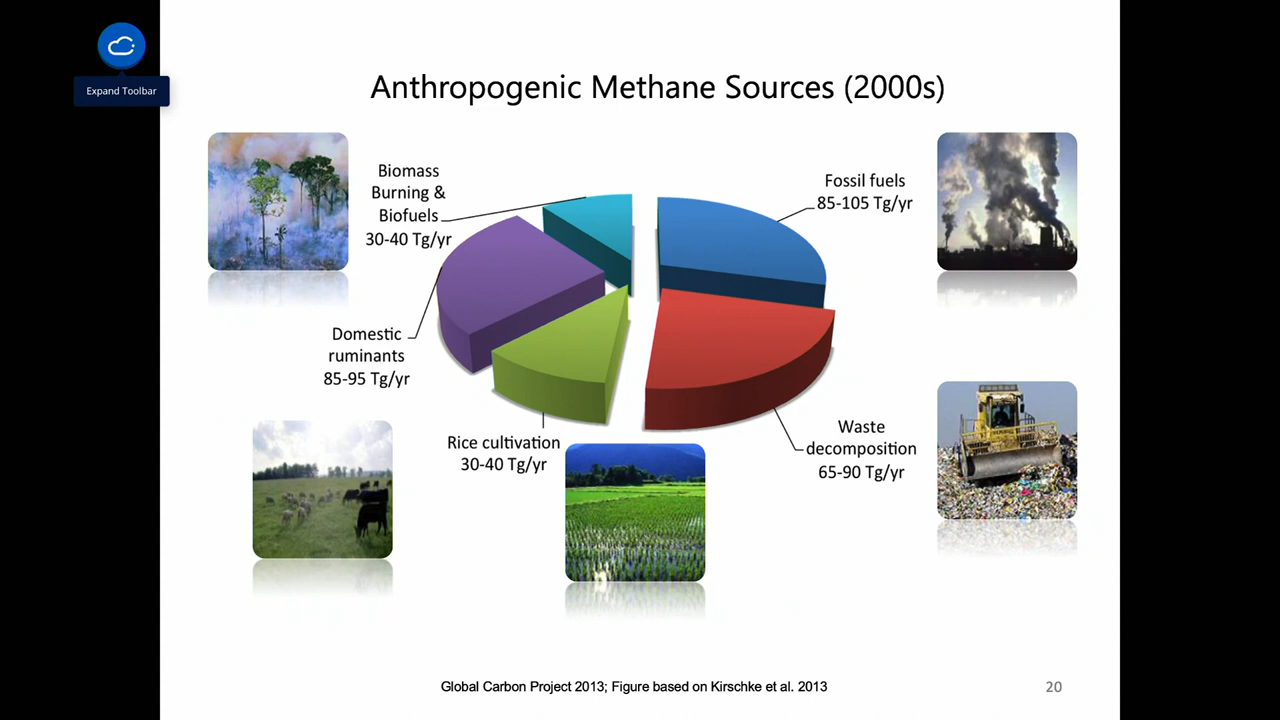 Expand Toolbar
Anthropogenic Methane Sources (2000s)
Biomass
Burning &
Biofuels
30-40 Tg/yr
Fossil fuels
85-105 Tg/yr
Domestic
ruminants
85-95 Tg/yr
Rice cultivation
30-40 Tg/yr
Waste
decomposition
65-90 Tg/yr
Global Carbon Project 2013; Figure based on Kirschke et al. 2013
20